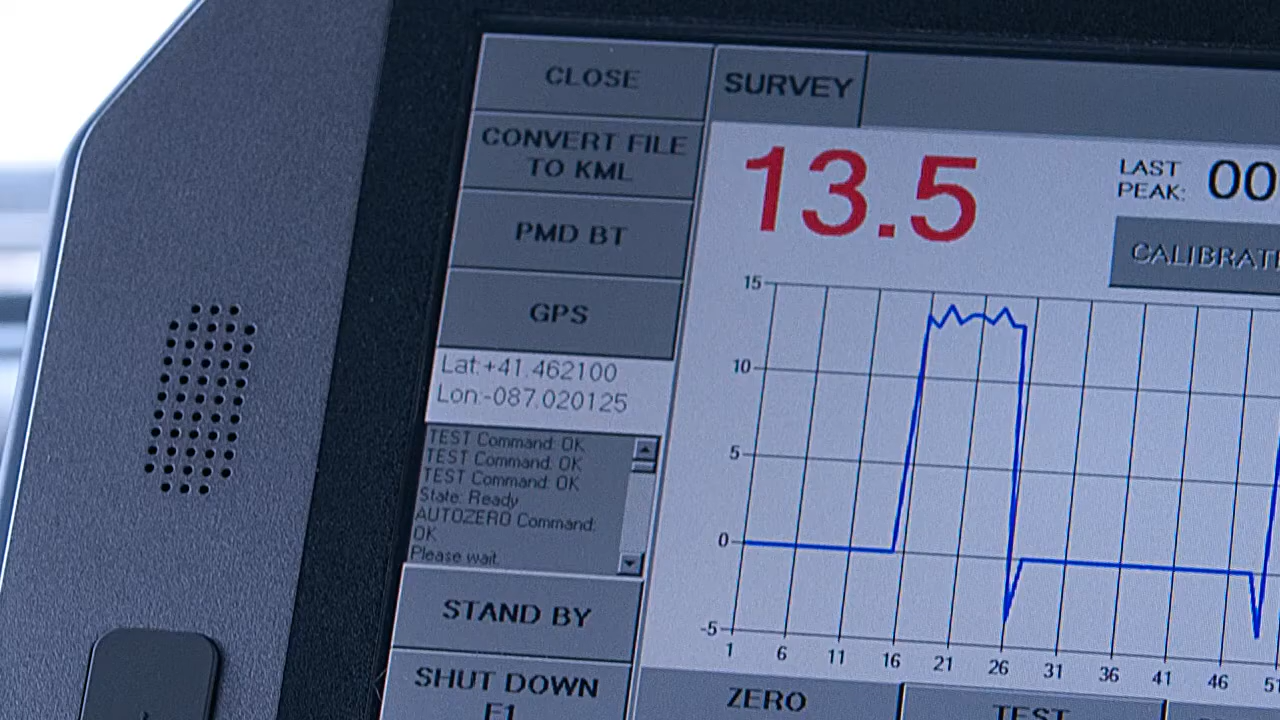 CLOSE
CONVERT FILE
TO KML
PMD BT
GPS
Lat:+41.462100
Lon:-087.020125
TEST Command: OK
TEST Command: OK
TEST Command: OK
State: Ready
AUTOZERO Command:
OK
Please wait.
STAND BY
SHUT DOWN
F1
SURVEY
13.5
LAST
PEAK: 00
CALIBRATE
15
10
5
0
-5
1 6 11 16 21 26 31 36 41 46 51
ZERO
TEST